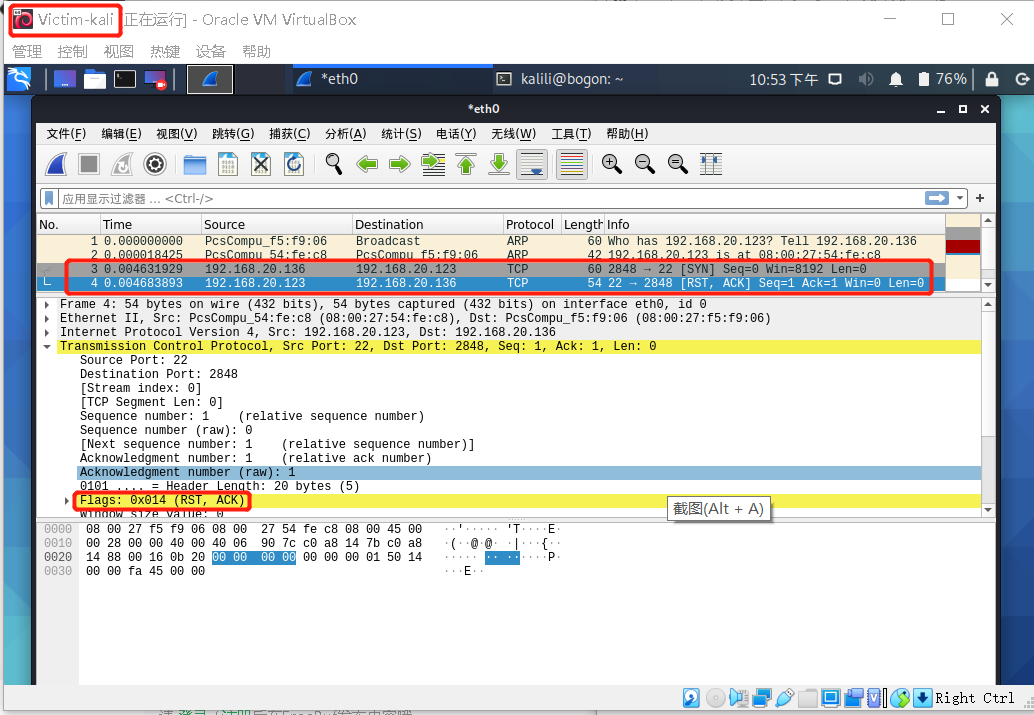 Victim-kali [正在运行] - Oracle VM VirtualBox
管理 控制 视图 热键 设备 帮助
*eth0 kalili@bogon: ~ 10:53 下午 76%
*eth0
文件(F) 编辑(E) 视图(V) 跳转(G) 捕获(C) 分析(A) 统计(S) 电话(Y) 无线(W) 工具(T) 帮助(H)
应用显示过滤器 … <Ctrl-/>
No. Time Source Destination Protocol Length Info
1 0.000000000 PcsCompu_f5:f9:06 Broadcast ARP 60 Who has 192.168.20.123? Tell 192.168.20.136
2 0.000018425 PcsCompu_54:fe:c8 PcsCompu_f5:f9:06 ARP 42 192.168.20.123 is at 08:00:27:54:fe:c8
3 0.004631929 192.168.20.136 192.168.20.123 TCP 60 2848 → 22 [SYN] Seq=0 Win=8192 Len=0
4 0.004683893 192.168.20.123 192.168.20.136 TCP 54 22 → 2848 [RST, ACK] Seq=1 Ack=1 Win=0 Len=0
Frame 4: 54 bytes on wire (432 bits), 54 bytes captured (432 bits) on interface eth0, id 0
Ethernet II, Src: PcsCompu_54:fe:c8 (08:00:27:54:fe:c8), Dst: PcsCompu_f5:f9:06 (08:00:27:f5:f9:06)
Internet Protocol Version 4, Src: 192.168.20.123, Dst: 192.168.20.136
Transmission Control Protocol, Src Port: 22, Dst Port: 2848, Seq: 1, Ack: 1, Len: 0
Source Port: 22
Destination Port: 2848
[Stream index: 0]
[TCP Segment Len: 0]
Sequence number: 1 (relative sequence number)
Sequence number (raw): 0
[Next sequence number: 1 (relative sequence number)]
Acknowledgment number: 1 (relative ack number)
Acknowledgment number (raw): 1
0101 .... = Header Length: 20 bytes (5)
Flags: 0x014 (RST, ACK)
Window size value: 0
截图(Alt + A)
0000 08 00 27 f5 f9 06 08 00 27 54 fe c8 08 00 45 00 ··'····· 'T····E·
0010 00 28 00 00 40 00 40 06 90 7c c0 a8 14 7b c0 a8 ·(··@·@· ·|···{··
0020 14 88 00 16 0b 20 00 00 00 00 00 00 00 01 50 14 ····· ·· ······P·
0030 00 00 fa 45 00 00 ···E··
Right Ctrl